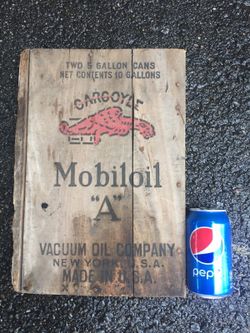 TWO 5 GALLON CANS
NET CONTENTS 10 GALLONS
GARGOYLE
Mobiloil
"A"
VACUUM OIL COMPANY
NEW YORK, U.S.A.
MADE IN U.S.A.
pepsi